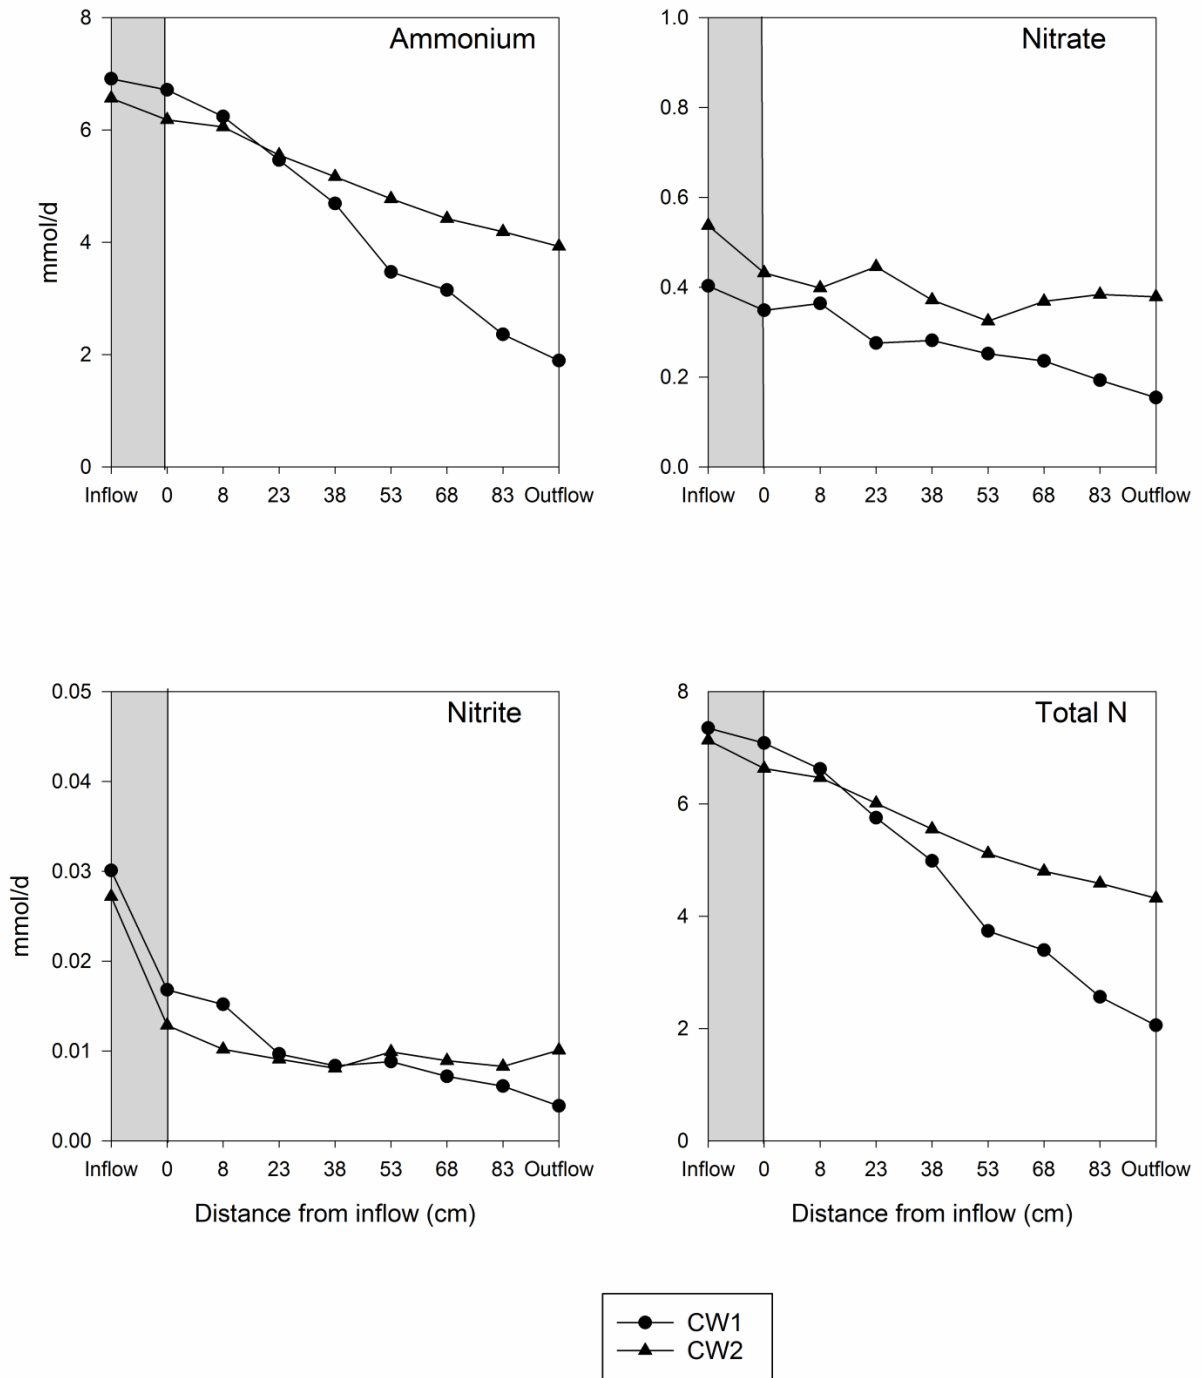 Ammonium
8
6
4
2
0
mmol/d
Inflow 0 8 23 38 53 68 83 Outflow
Nitrate
1.0
0.8
0.6
0.4
0.2
0.0
Inflow 0 8 23 38 53 68 83 Outflow
Nitrite
0.05
0.04
0.03
0.02
0.01
0.00
mmol/d
Inflow 0 8 23 38 53 68 83 Outflow
Distance from inflow (cm)
Total N
8
6
4
2
0
Inflow 0 8 23 38 53 68 83 Outflow
Distance from inflow (cm)
CW1
CW2